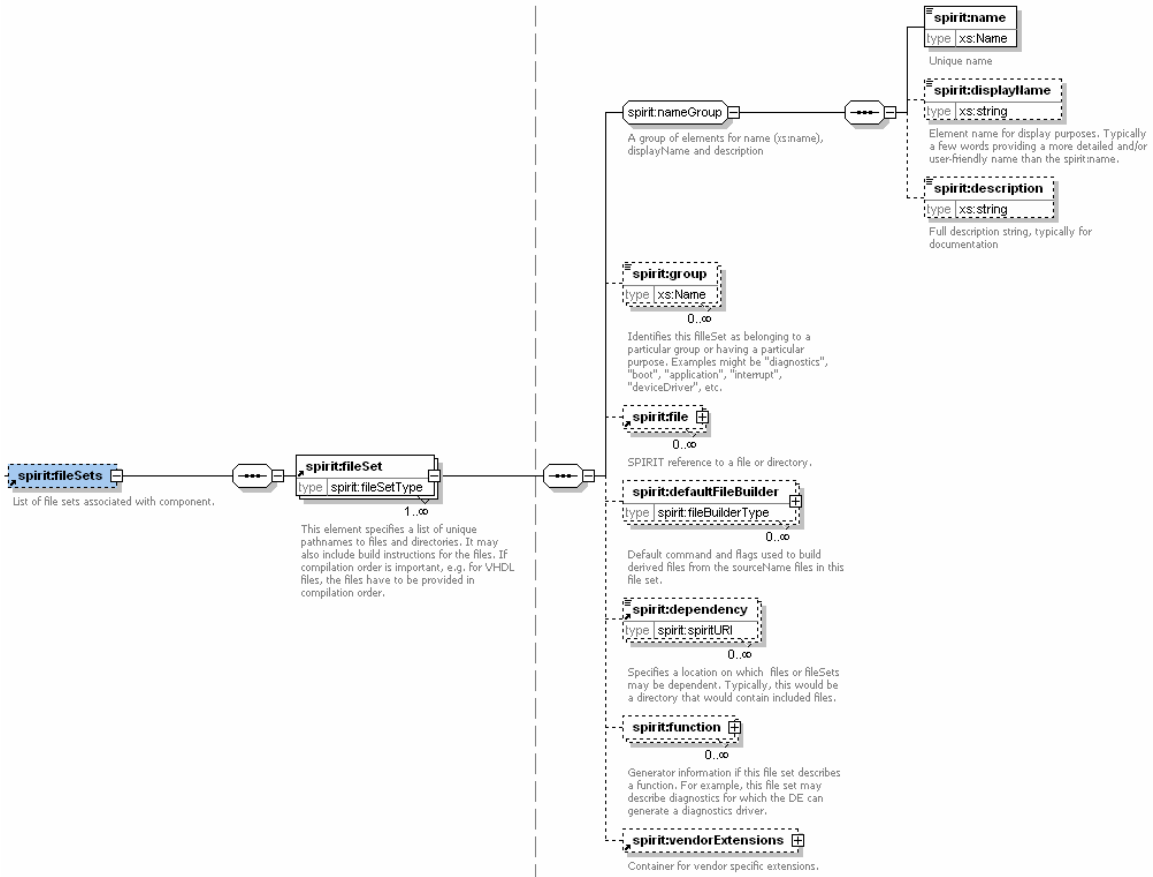 spirit:fileSets
List of file sets associated with component.
spirit:fileSet
type spirit:fileSetType
1..∞
This element specifies a list of unique
pathnames to files and directories. It may
also include build instructions for the files. If
compilation order is important, e.g. for VHDL
files, the files have to be provided in
compilation order.
spirit:nameGroup
A group of elements for name (xs:name),
displayName and description
spirit:name
type xs:Name
Unique name
spirit:displayName
type xs:string
Element name for display purposes. Typically
a few words providing a more detailed and/or
user-friendly name than the spirit:name.
spirit:description
type xs:string
Full description string, typically for
documentation
spirit:group
type xs:Name
0..∞
Identifies this filleSet as belonging to a
particular group or having a particular
purpose. Examples might be "diagnostics",
"boot", "application", "interrupt",
"deviceDriver", etc.
spirit:file
0..∞
SPIRIT reference to a file or directory.
spirit:defaultFileBuilder
type spirit:fileBuilderType
0..∞
Default command and flags used to build
derived files from the sourceName files in this
file set.
spirit:dependency
type spirit:spiritURI
0..∞
Specifies a location on which files or fileSets
may be dependent. Typically, this would be
a directory that would contain included files.
spirit:function
0..∞
Generator information if this file set describes
a function. For example, this file set may
describe diagnostics for which the DE can
generate a diagnostics driver.
spirit:vendorExtensions
Container for vendor specific extensions.